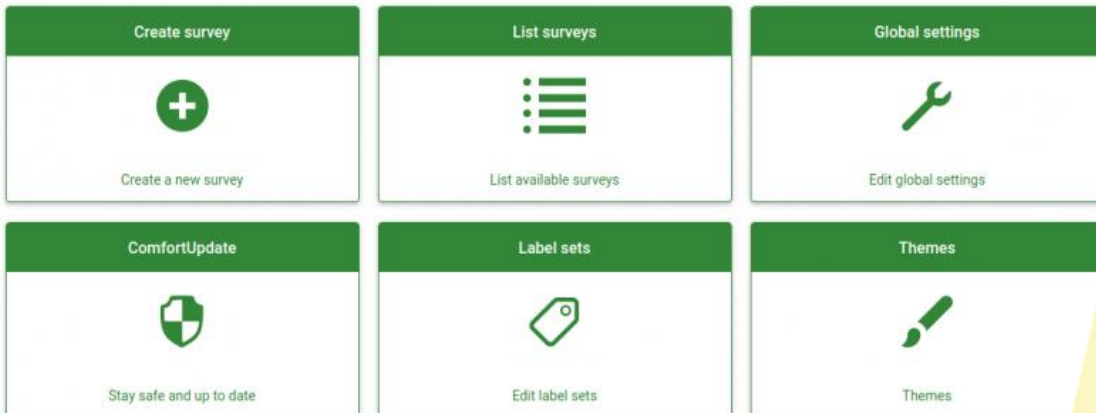 Create survey
List surveys
Global settings
Create a new survey
List available surveys
Edit global settings
ComfortUpdate
Label sets
Themes
Stay safe and up to date
Edit label sets
Themes